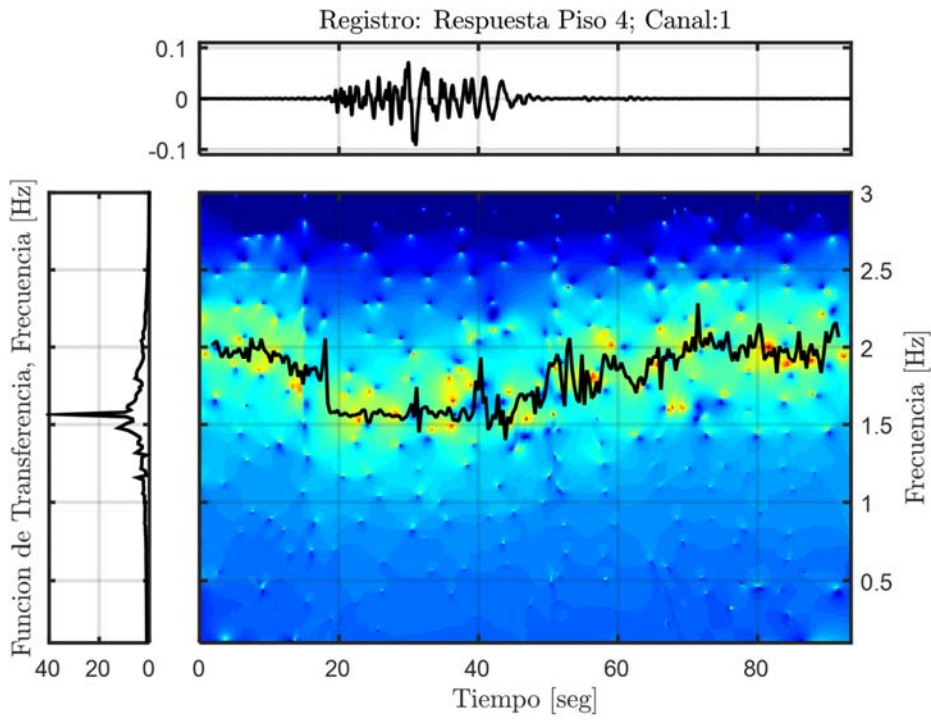 Registro: Respuesta Piso 4; Canal:1
0.1
0
-0.1
Funcion de Transferencia, Frecuencia [Hz]
40 20 0
3
2.5
2
1.5
1
0.5
Frecuencia [Hz]
0 20 40 60 80
Tiempo [seg]